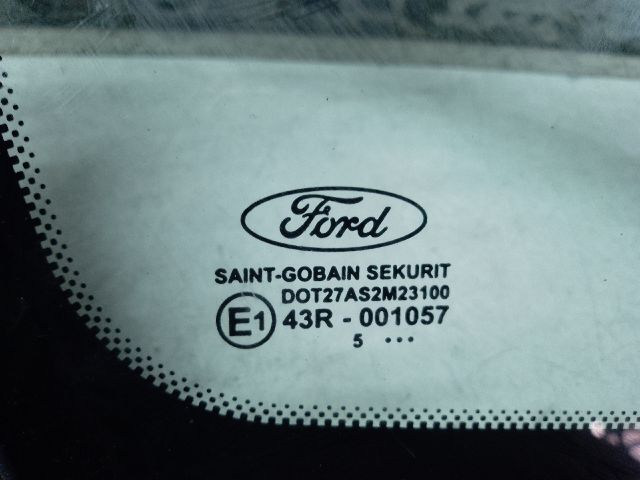 Ford
SAINT-GOBAIN SEKURIT
DOT27AS2M23100
E1 43R - 001057
5 ...